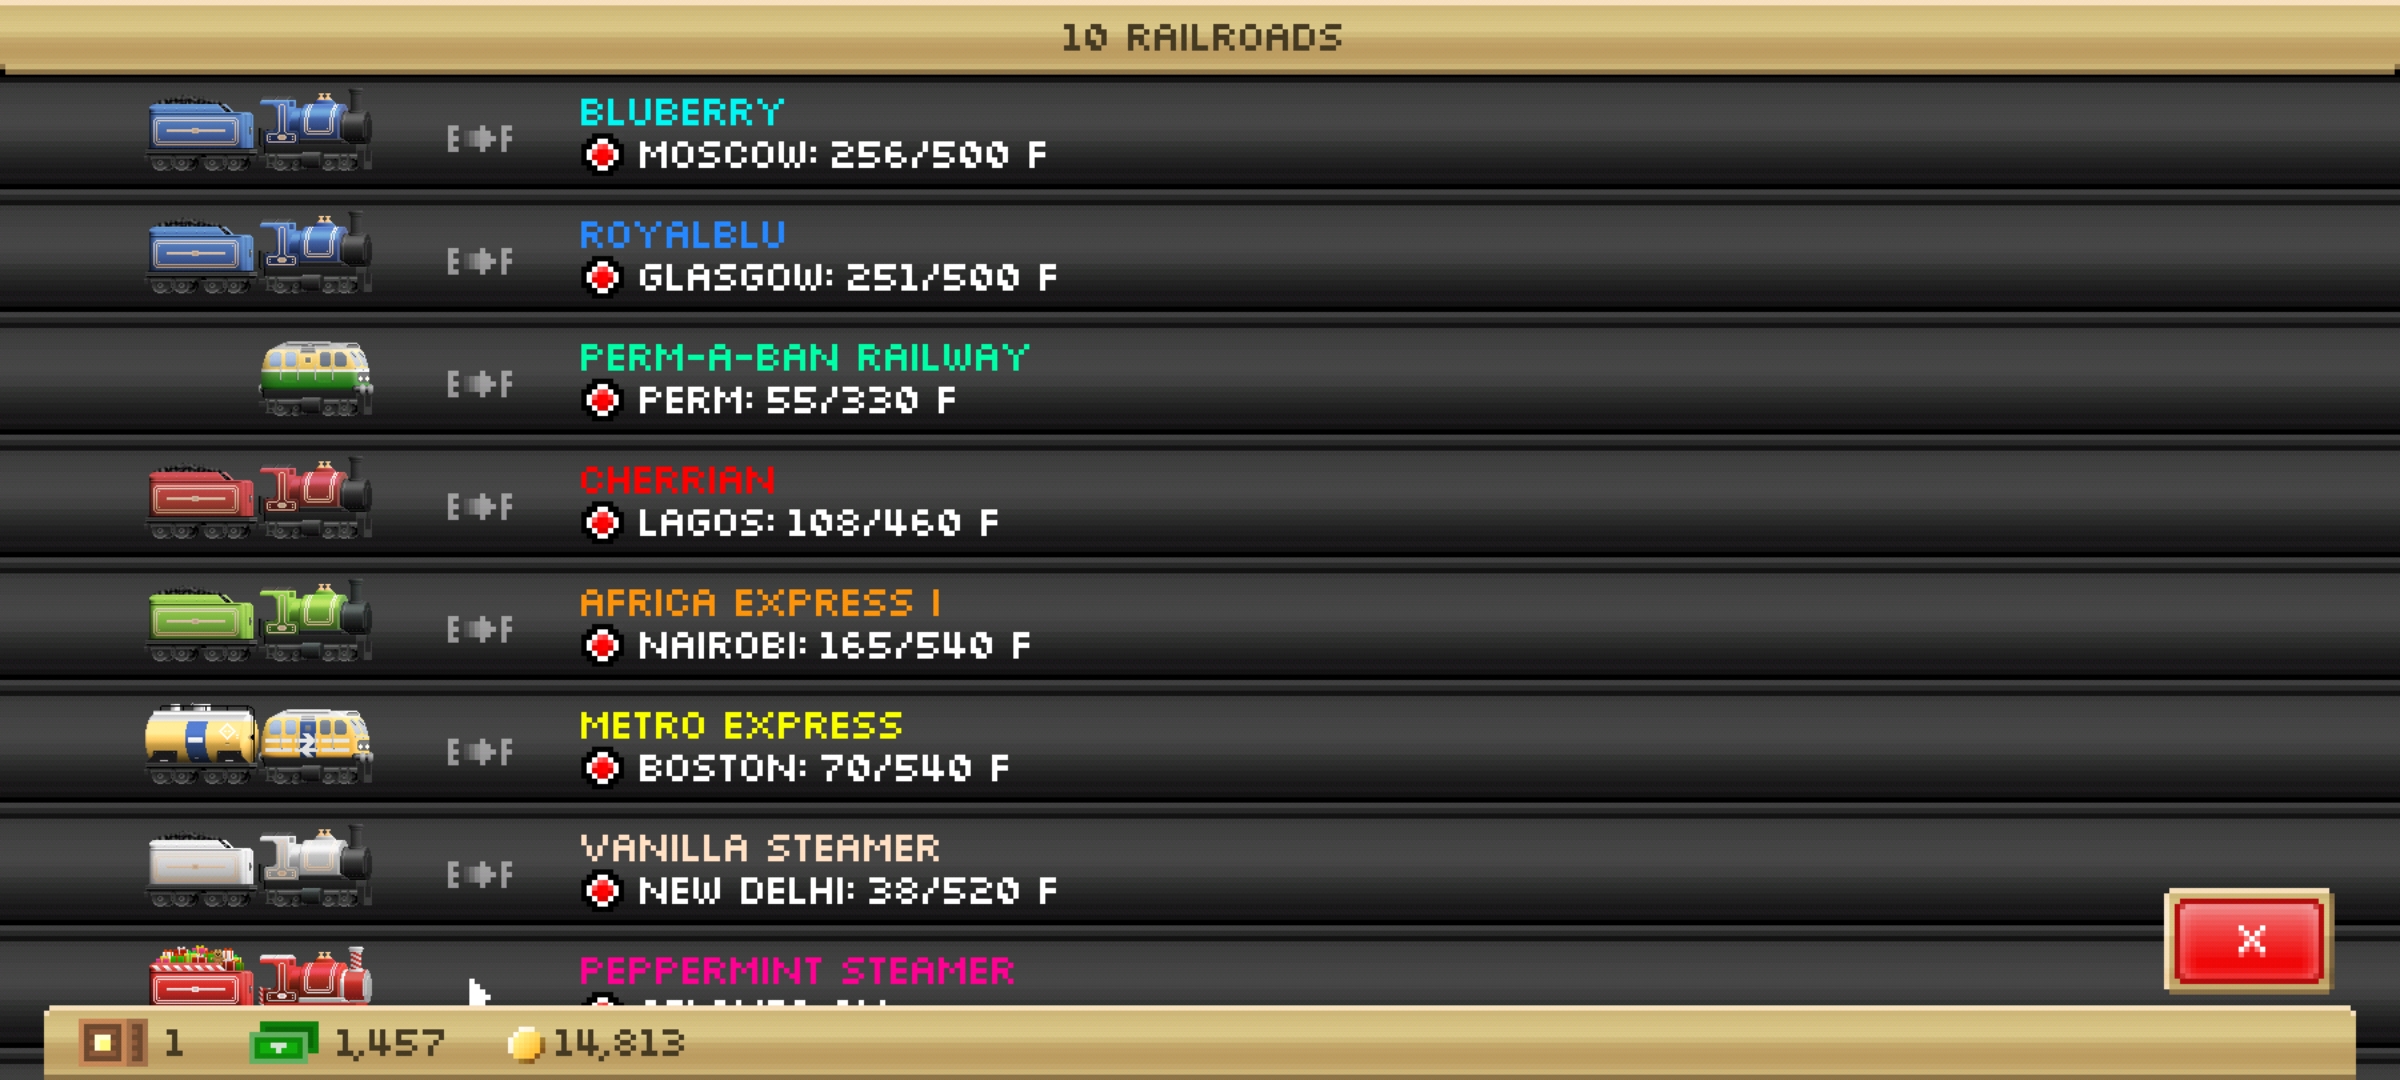 10 RAILROADS
BLUBERRY
E F
MOSCOW: 256/500 F
ROYALBLU
E F
GLASGOW: 251/500 F
PERM-A-BAN RAILWAY
E F
PERM: 55/330 F
CHERRIAN
E F
LAGOS: 108/460 F
AFRICA EXPRESS I
E F
NAIROBI: 165/540 F
METRO EXPRESS
E F
BOSTON: 70/540 F
VANILLA STEAMER
E F
NEW DELHI: 38/520 F
PEPPERMINT STEAMER
X
1 1,457 14,813